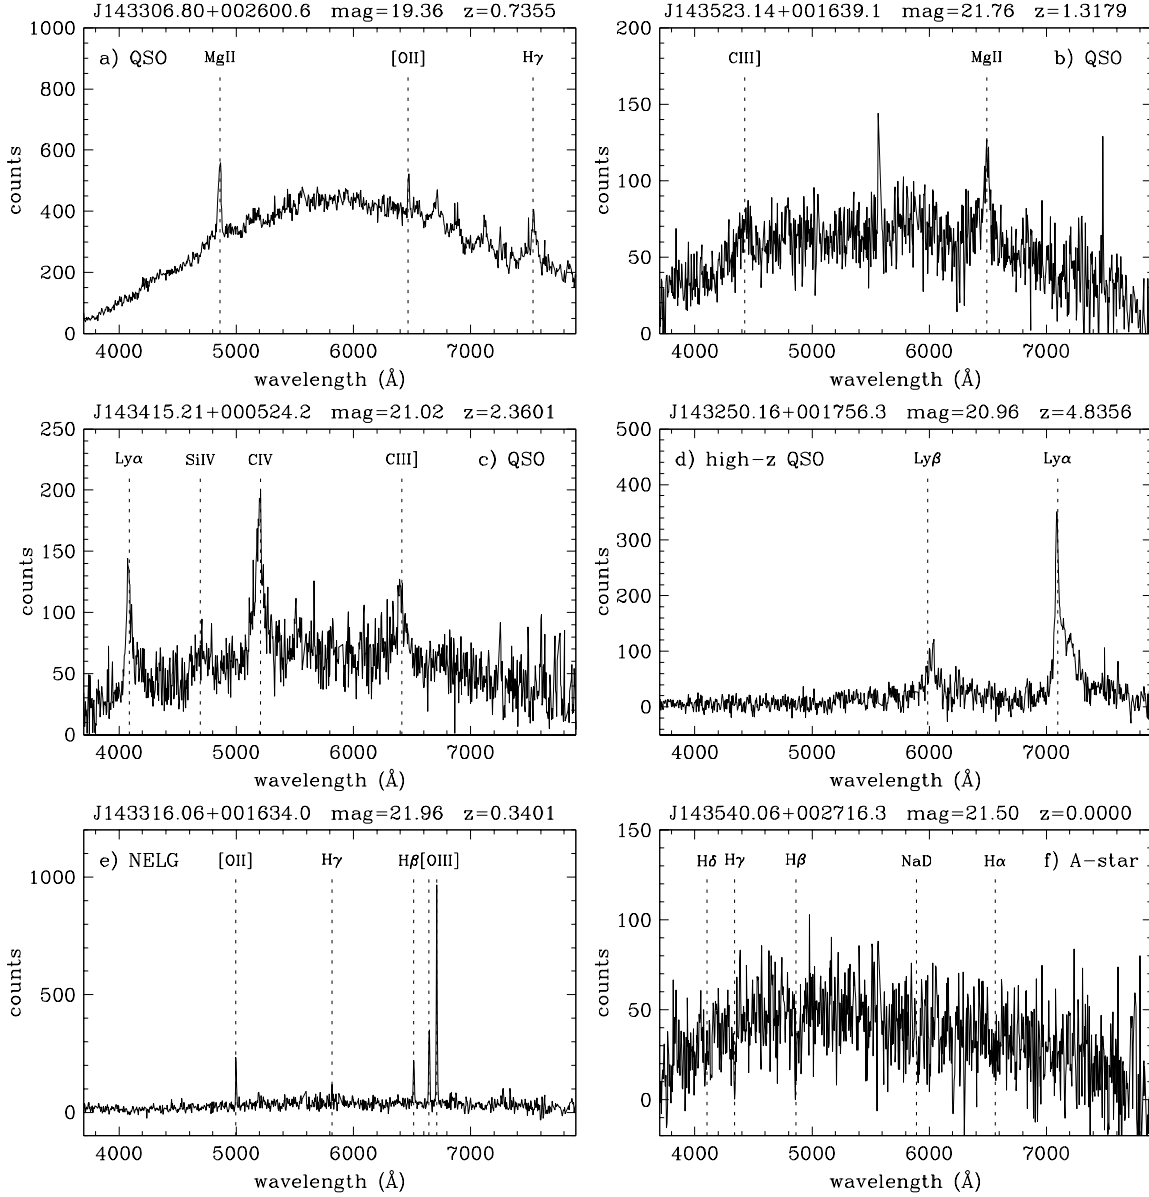 J143306.80+002600.6 mag=19.36 z=0.7355
1000
800
600
400
200
0
a) QSO
MgII
[OII]
Hγ
counts
4000 5000 6000 7000
wavelength (Å)
J143523.14+001639.1 mag=21.76 z=1.3179
200
150
100
50
0
CIII]
MgII
b) QSO
counts
4000 5000 6000 7000
wavelength (Å)
J143415.21+000524.2 mag=21.02 z=2.3601
250
200
150
100
50
0
Lyα
SiIV
CIV
CIII]
c) QSO
counts
4000 5000 6000 7000
wavelength (Å)
J143250.16+001756.3 mag=20.96 z=4.8356
500
400
300
200
100
0
d) high-z QSO
Lyβ
Lyα
counts
4000 5000 6000 7000
wavelength (Å)
J143316.06+001634.0 mag=21.96 z=0.3401
1000
500
0
e) NELG
[OII]
Hγ
Hβ[OIII]
counts
4000 5000 6000 7000
wavelength (Å)
J143540.06+002716.3 mag=21.50 z=0.0000
150
100
50
0
Hδ Hγ
Hβ
NaD
Hα
f) A-star
counts
4000 5000 6000 7000
wavelength (Å)